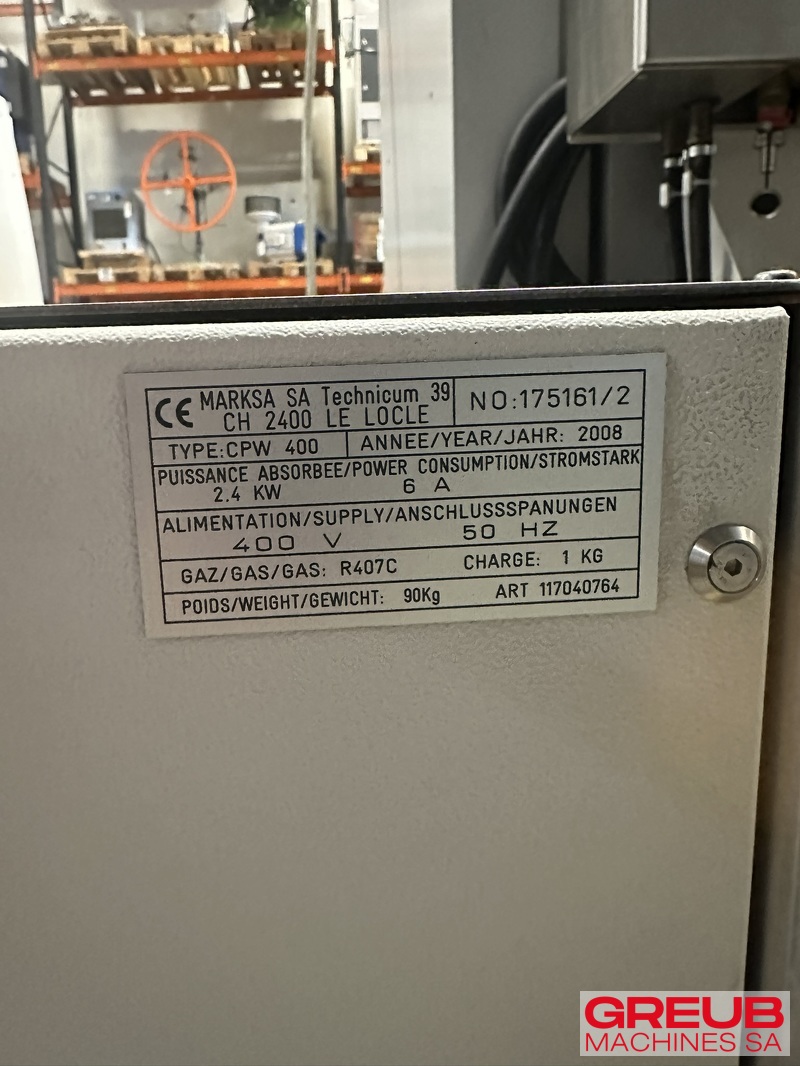 CE MARKSA SA Technicum 39
CH 2400 LE LOCLE
NO:175161/2
TYPE:CPW 400
ANNEE/YEAR/JAHR: 2008
PUISSANCE ABSORBEE/POWER CONSUMPTION/STROMSTARK
2.4 KW 6 A
ALIMENTATION/SUPPLY/ANSCHLUSSSPANUNGEN
400 V 50 HZ
GAZ/GAS/GAS: R407C CHARGE: 1 KG
POIDS/WEIGHT/GEWICHT: 90Kg ART 117040764
GREUB
MACHINES SA